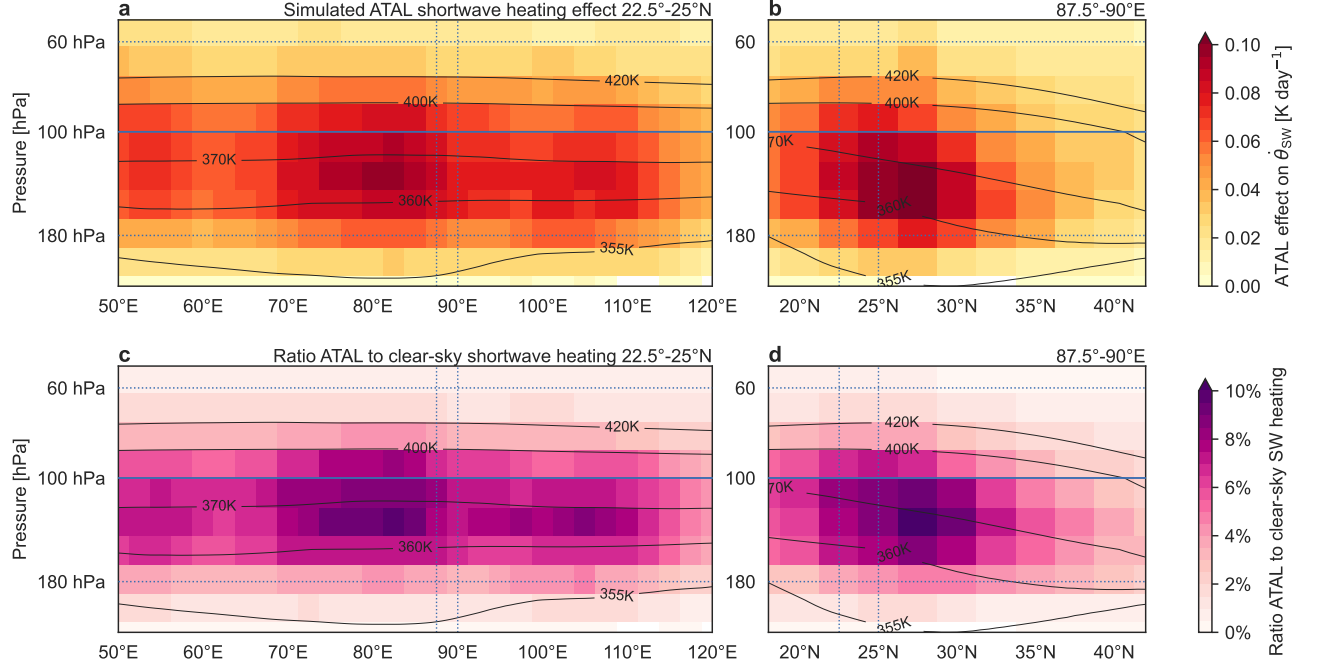 a Simulated ATAL shortwave heating effect 22.5°-25°N
b 87.5°-90°E
60 hPa
100 hPa
180 hPa
Pressure [hPa]
420K
400K
370K
360K
355K
50°E 60°E 70°E 80°E 90°E 100°E 110°E 120°E
60
100
180
420K
400K
70K
360K
355K
20°N 25°N 30°N 35°N 40°N
0.10
0.08
0.06
0.04
0.02
0.00
ATAL effect on θ̇SW [K day⁻¹]
c Ratio ATAL to clear-sky shortwave heating 22.5°-25°N
d 87.5°-90°E
60 hPa
100 hPa
180 hPa
Pressure [hPa]
420K
400K
370K
360K
355K
50°E 60°E 70°E 80°E 90°E 100°E 110°E 120°E
60
100
180
420K
400K
70K
360K
355K
20°N 25°N 30°N 35°N 40°N
10%
8%
6%
4%
2%
0%
Ratio ATAL to clear-sky SW heating